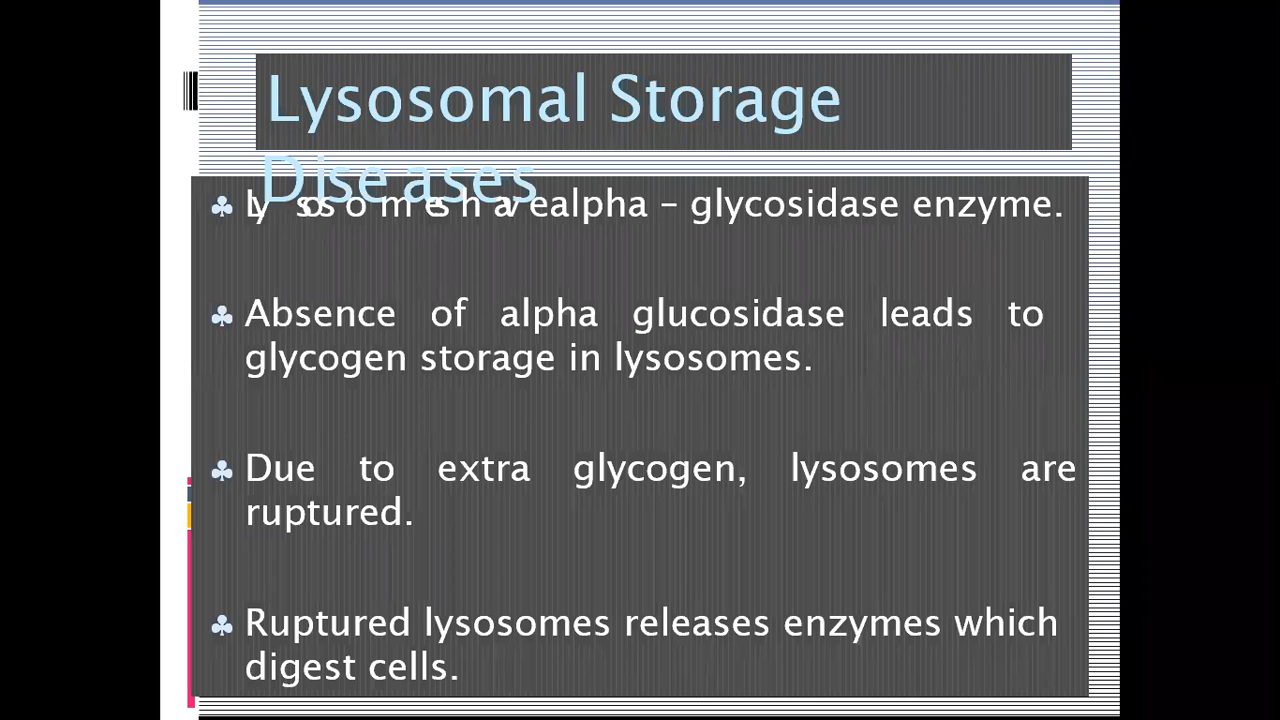 Lysosomal Storage
Diseases
♣ Lysosomes have alpha – glycosidase enzyme.
♣ Absence of alpha glucosidase leads to
glycogen storage in lysosomes.
♣ Due to extra glycogen, lysosomes are
ruptured.
♣ Ruptured lysosomes releases enzymes which
digest cells.